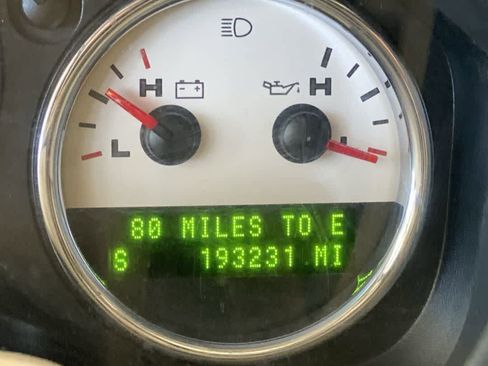 H H
L
80 MILES TO E
S 193231 MI